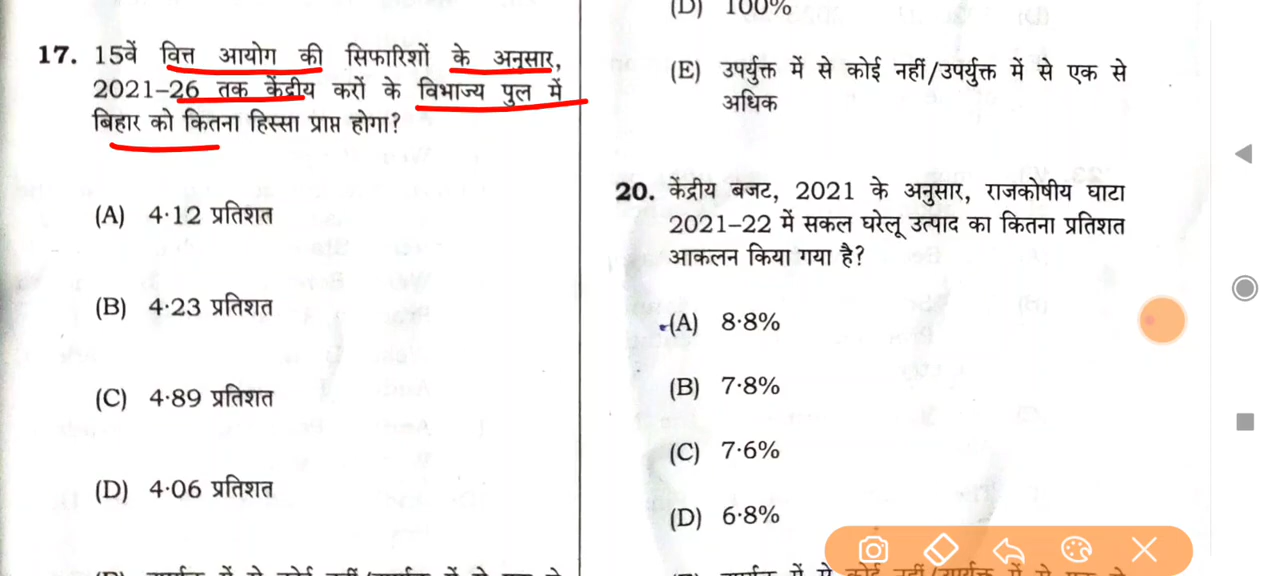 17. 15वें वित्त आयोग की सिफारिशों के अनुसार,
2021–26 तक केंद्रीय करों के विभाज्य पुल में
बिहार को कितना हिस्सा प्राप्त होगा?
(A) 4·12 प्रतिशत
(B) 4·23 प्रतिशत
(C) 4·89 प्रतिशत
(D) 4·06 प्रतिशत
(D) 100%
(E) उपर्युक्त में से कोई नहीं/उपर्युक्त में से एक से
अधिक
20. केंद्रीय बजट, 2021 के अनुसार, राजकोषीय घाटा
2021–22 में सकल घरेलू उत्पाद का कितना प्रतिशत
आकलन किया गया है?
(A) 8·8%
(B) 7·8%
(C) 7·6%
(D) 6·8%